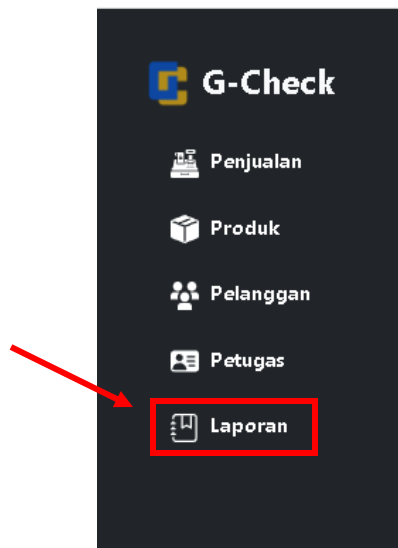 G-Check
Penjualan
Produk
Pelanggan
Petugas
Laporan